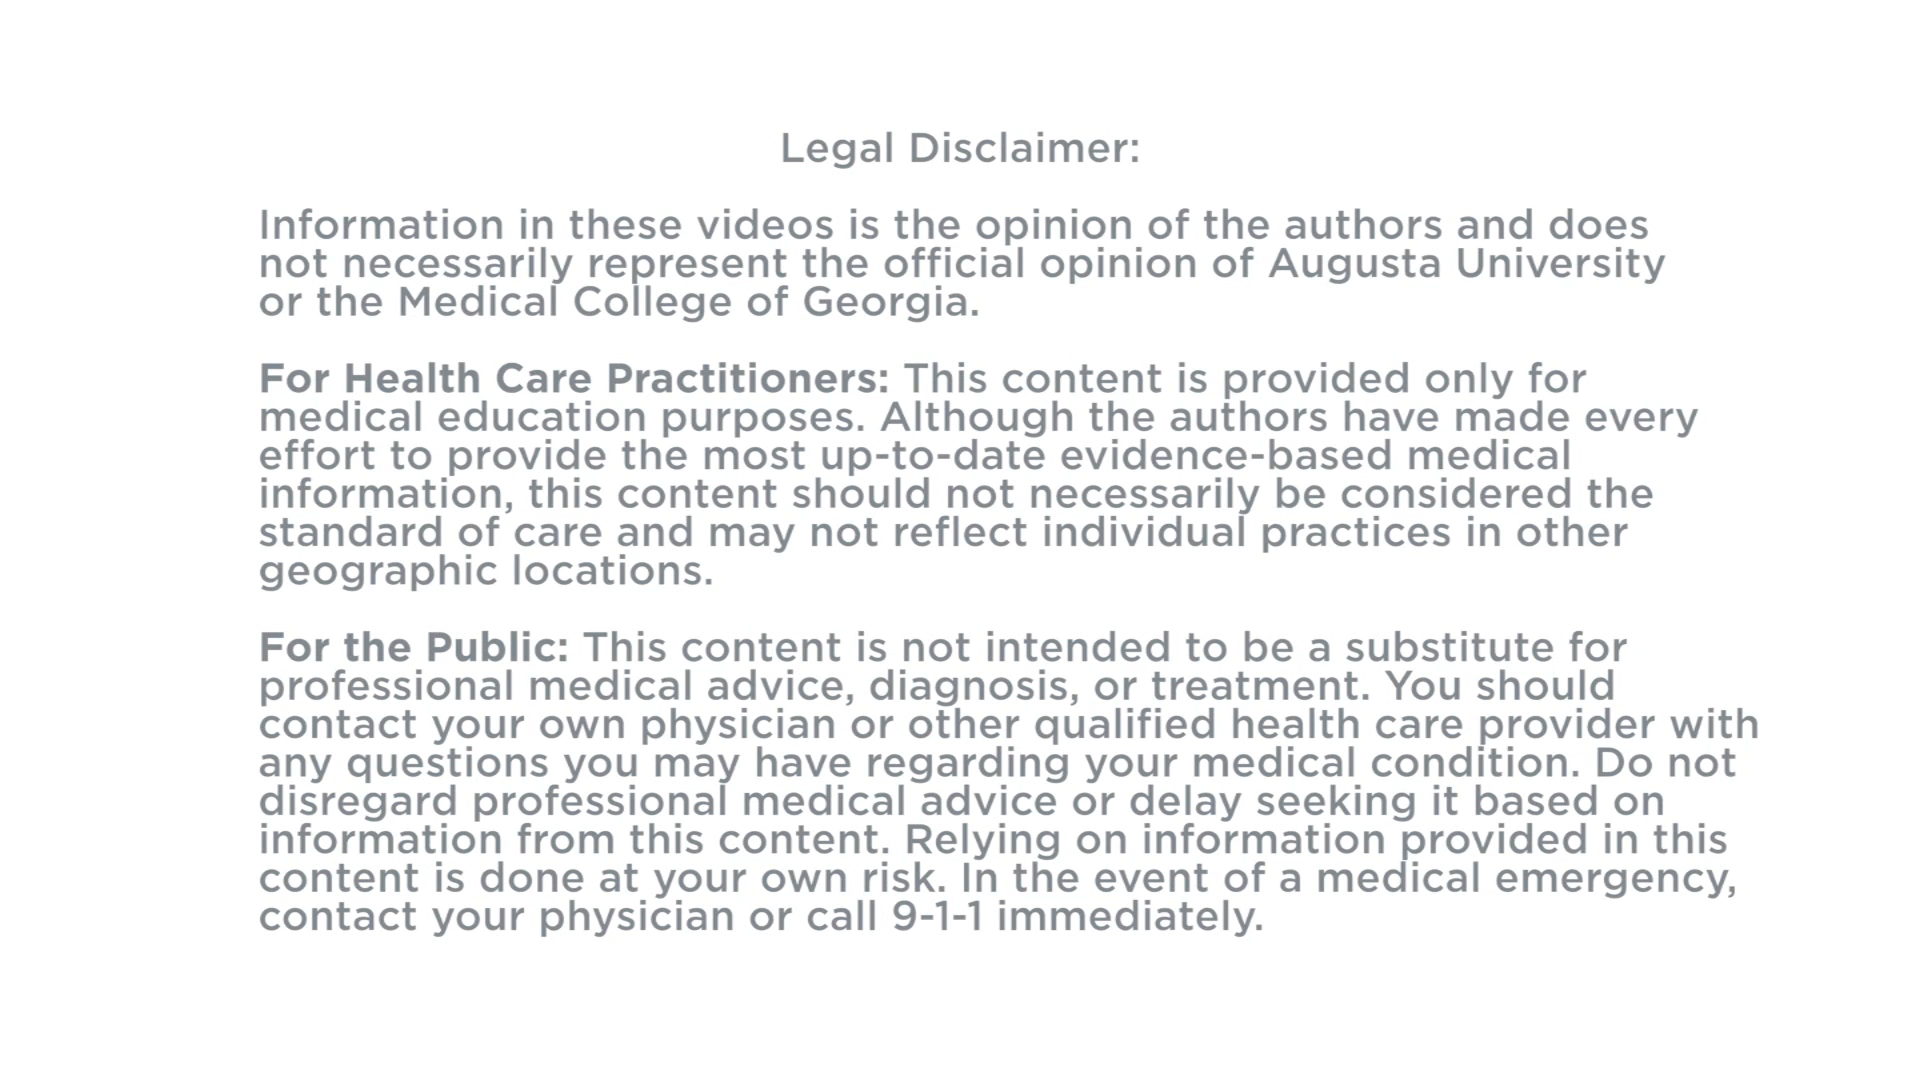 Legal Disclaimer:
Information in these videos is the opinion of the authors and does
not necessarily represent the official opinion of Augusta University
or the Medical College of Georgia.
For Health Care Practitioners: This content is provided only for
medical education purposes. Although the authors have made every
effort to provide the most up-to-date evidence-based medical
information, this content should not necessarily be considered the
standard of care and may not reflect individual practices in other
geographic locations.
For the Public: This content is not intended to be a substitute for
professional medical advice, diagnosis, or treatment. You should
contact your own physician or other qualified health care provider with
any questions you may have regarding your medical condition. Do not
disregard professional medical advice or delay seeking it based on
information from this content. Relying on information provided in this
content is done at your own risk. In the event of a medical emergency,
contact your physician or call 9-1-1 immediately.